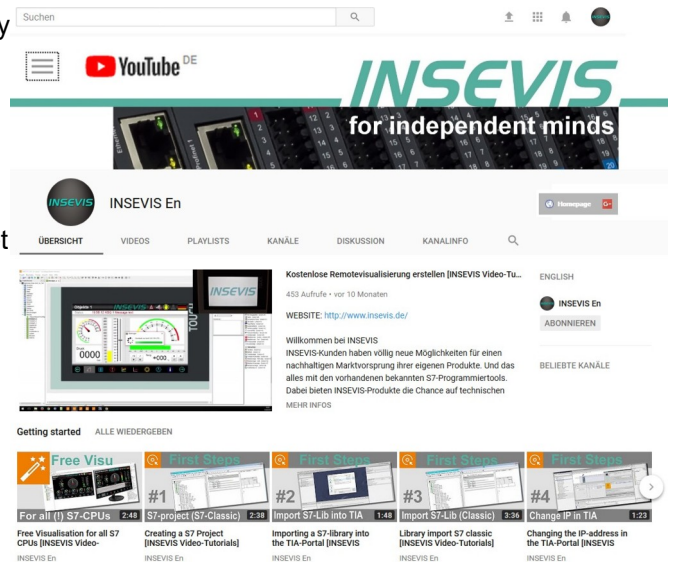 y
Suchen
YouTube DE
INSEVIS
for independent minds
INSEVIS
INSEVIS En
Homepage G+
t
ÜBERSICHT VIDEOS PLAYLISTS KANÄLE DISKUSSION KANALINFO
INSEVIS
TOUCH
0000
+000
Kostenlose Remotevisualisierung erstellen [INSEVIS Video-Tu...
453 Aufrufe • vor 10 Monaten
WEBSITE: http://www.insevis.de/
Willkommen bei INSEVIS
INSEVIS-Kunden haben völlig neue Möglichkeiten für einen
nachhaltigen Marktvorsprung ihrer eigenen Produkte. Und das
alles mit den vorhandenen bekannten S7-Programmiertools.
Dabei bieten INSEVIS-Produkte die Chance auf technischen
MEHR INFOS
ENGLISH
INSEVIS En
ABONNIEREN
BELIEBTE KANÄLE
Getting started ALLE WIEDERGEBEN
Free Visu
For all (!) S7-CPUs 2:48
Free Visualisation for all S7
CPUs [INSEVIS Video-
INSEVIS En
First Steps
#1
S7-project (S7-Classic) 2:38
Creating a S7 Project
[INSEVIS Video-Tutorials]
INSEVIS En
First Steps
#2
Import S7-Lib into TIA 1:48
Importing a S7-library into
the TIA-Portal [INSEVIS
INSEVIS En
First Steps
#3
Import S7-Lib (Classic) 3:36
Library import S7 classic
[INSEVIS Video-Tutorials]
INSEVIS En
First Steps
#4
Change IP in TIA 1:23
Changing the IP-address in
the TIA-Portal [INSEVIS
INSEVIS En